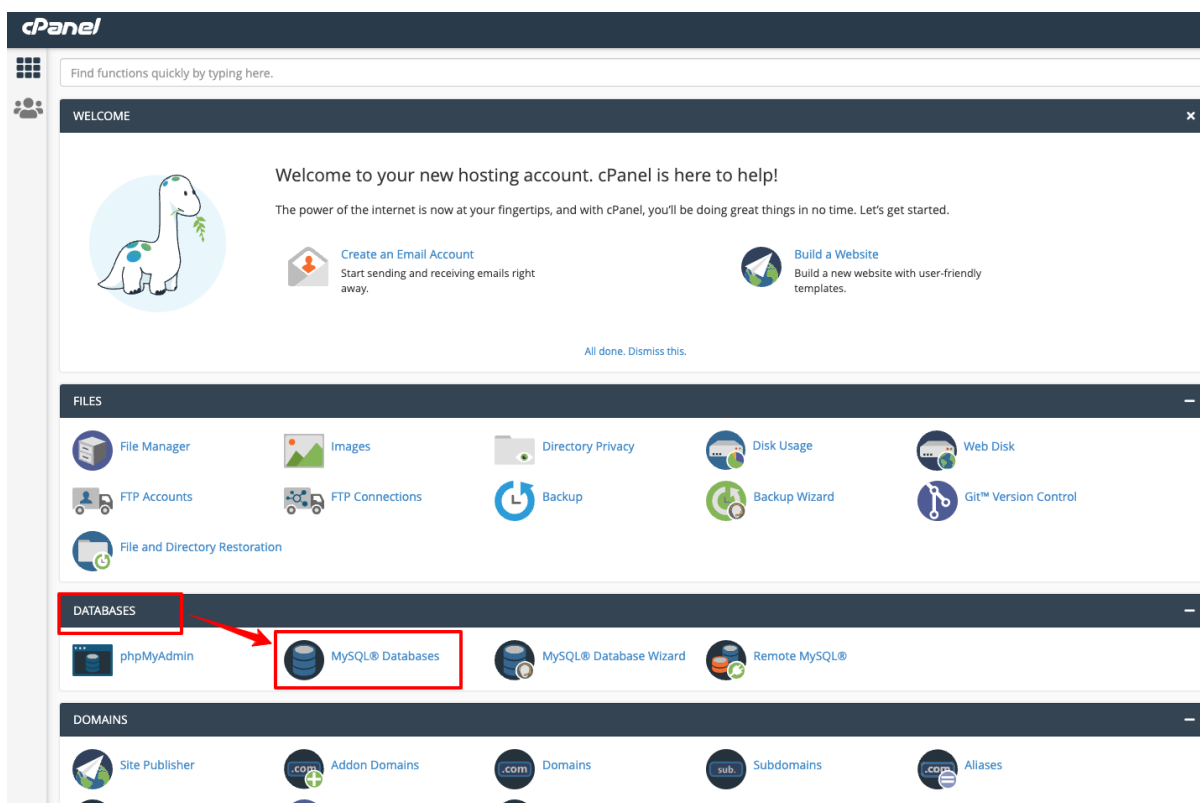 cPanel
Find functions quickly by typing here.
WELCOME
Welcome to your new hosting account. cPanel is here to help!
The power of the internet is now at your fingertips, and with cPanel, you'll be doing great things in no time. Let's get started.
Create an Email Account
Start sending and receiving emails right
away.
Build a Website
Build a new website with user-friendly
templates.
All done. Dismiss this.
FILES
File Manager
Images
Directory Privacy
Disk Usage
Web Disk
FTP Accounts
FTP Connections
Backup
Backup Wizard
Git™ Version Control
File and Directory Restoration
DATABASES
phpMyAdmin
MySQL® Databases
MySQL® Database Wizard
Remote MySQL®
DOMAINS
Site Publisher
.com
Addon Domains
.com
Domains
sub.
Subdomains
.com
Aliases